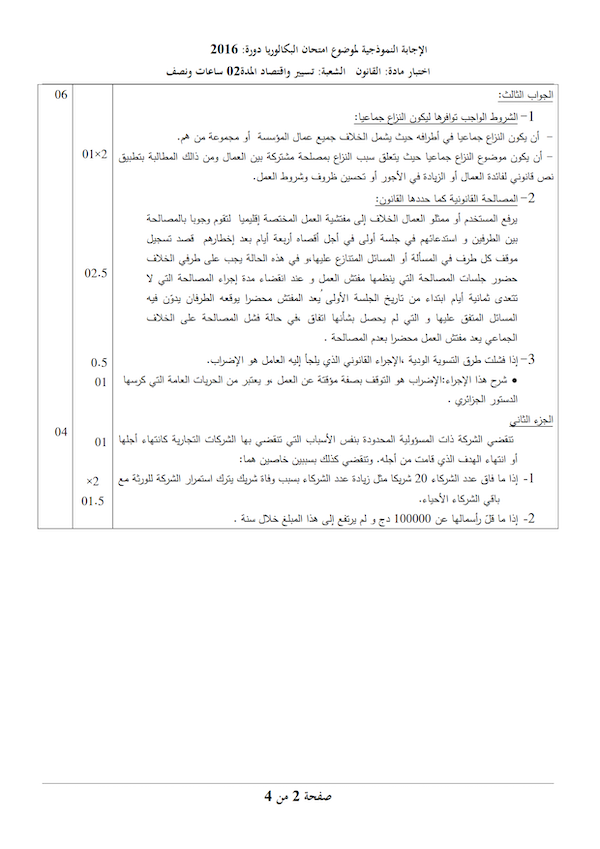 الإجابة النموذجية لموضوع امتحان البكالوريا دورة: 2016
اختبار مادة: القانون الشعبة: تسيير واقتصاد المدة02 ساعات ونصف
06
الجواب الثالث:
1- الشروط الواجب توافرها ليكون النزاع جماعيا:
- أن يكون النزاع جماعيا في أطرافه حيث يشمل الخلاف جميع عمال المؤسسة أو مجموعة من هم.
01×2
- أن يكون موضوع النزاع جماعيا حيث يتعلق سبب النزاع بمصلحة مشتركة بين العمال ومن ذالك المطالبة بتطبيق
نص قانوني لفائدة العمال أو الزيادة في الأجور أو تحسين ظروف وشروط العمل.
2- المصالحة القانونية كما حددها القانون:
يرفع المستخدم أو ممثلو العمال الخلاف إلى مفتشية العمل المختصة إقليميا لتقوم وجوبا بالمصالحة
بين الطرفين و استدعائهم في جلسة أولى في أجل أقصاه أربعة أيام بعد إخطارهم قصد تسجيل
موقف كل طرف في المسألة أو المسائل المتنازع عليها،و في هذه الحالة يجب على طرفي الخلاف
02.5
حضور جلسات المصالحة التي ينظمها مفتش العمل و عند انقضاء مدة إجراء المصالحة التي لا
تتعدى ثمانية أيام ابتداء من تاريخ الجلسة الأولى يُعد المفتش محضرا يوقعه الطرفان يدوّن فيه
المسائل المتفق عليها و التي لم يحصل بشأنها اتفاق ،في حالة فشل المصالحة على الخلاف
الجماعي يعد مفتش العمل محضرا بعدم المصالحة .
0.5
3- إذا فشلت طرق التسوية الودية ،الإجراء القانوني الذي يلجأ إليه العامل هو الإضراب.
01
• شرح هذا الإجراء:الإضراب هو التوقف بصفة مؤقتة عن العمل ،و يعتبر من الحريات العامة التي كرسها
الدستور الجزائري .
04
الجزء الثاني
01
تنقضي الشركة ذات المسؤولية المحدودة بنفس الأسباب التي تنقضي بها الشركات التجارية كانتهاء أجلها
أو انتهاء الهدف الذي قامت من أجله. وتنقضي كذلك بسببين خاصين هما:
×2
1- إذا ما فاق عدد الشركاء 20 شريكا مثل زيادة عدد الشركاء بسبب وفاة شريك يترك استمرار الشركة للورثة مع
01.5
باقي الشركاء الأحياء.
2- إذا ما قلّ رأسمالها عن 100000 دج و لم يرتفع إلى هذا المبلغ خلال سنة .
صفحة 2 من 4